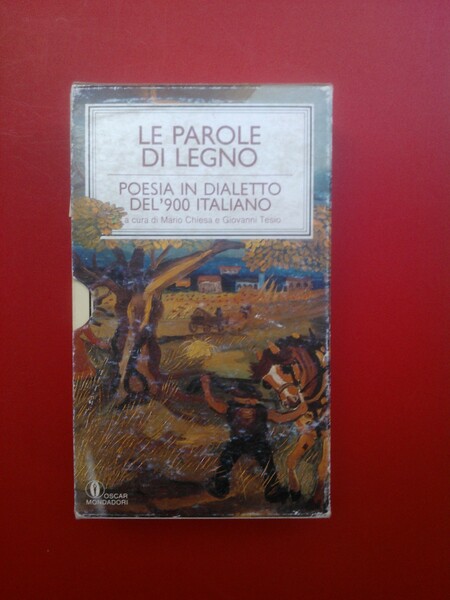 LE PAROLE
DI LEGNO
POESIA IN DIALETTO
DEL'900 ITALIANO
a cura di Mario Chiesa e Giovanni Tesio
OSCAR
MONDADORI